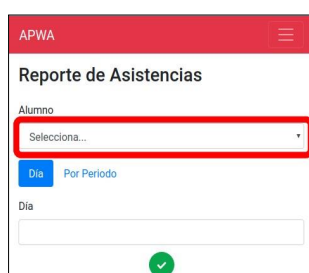 APWA
Reporte de Asistencias
Alumno
Selecciona...
Día Por Periodo
Día